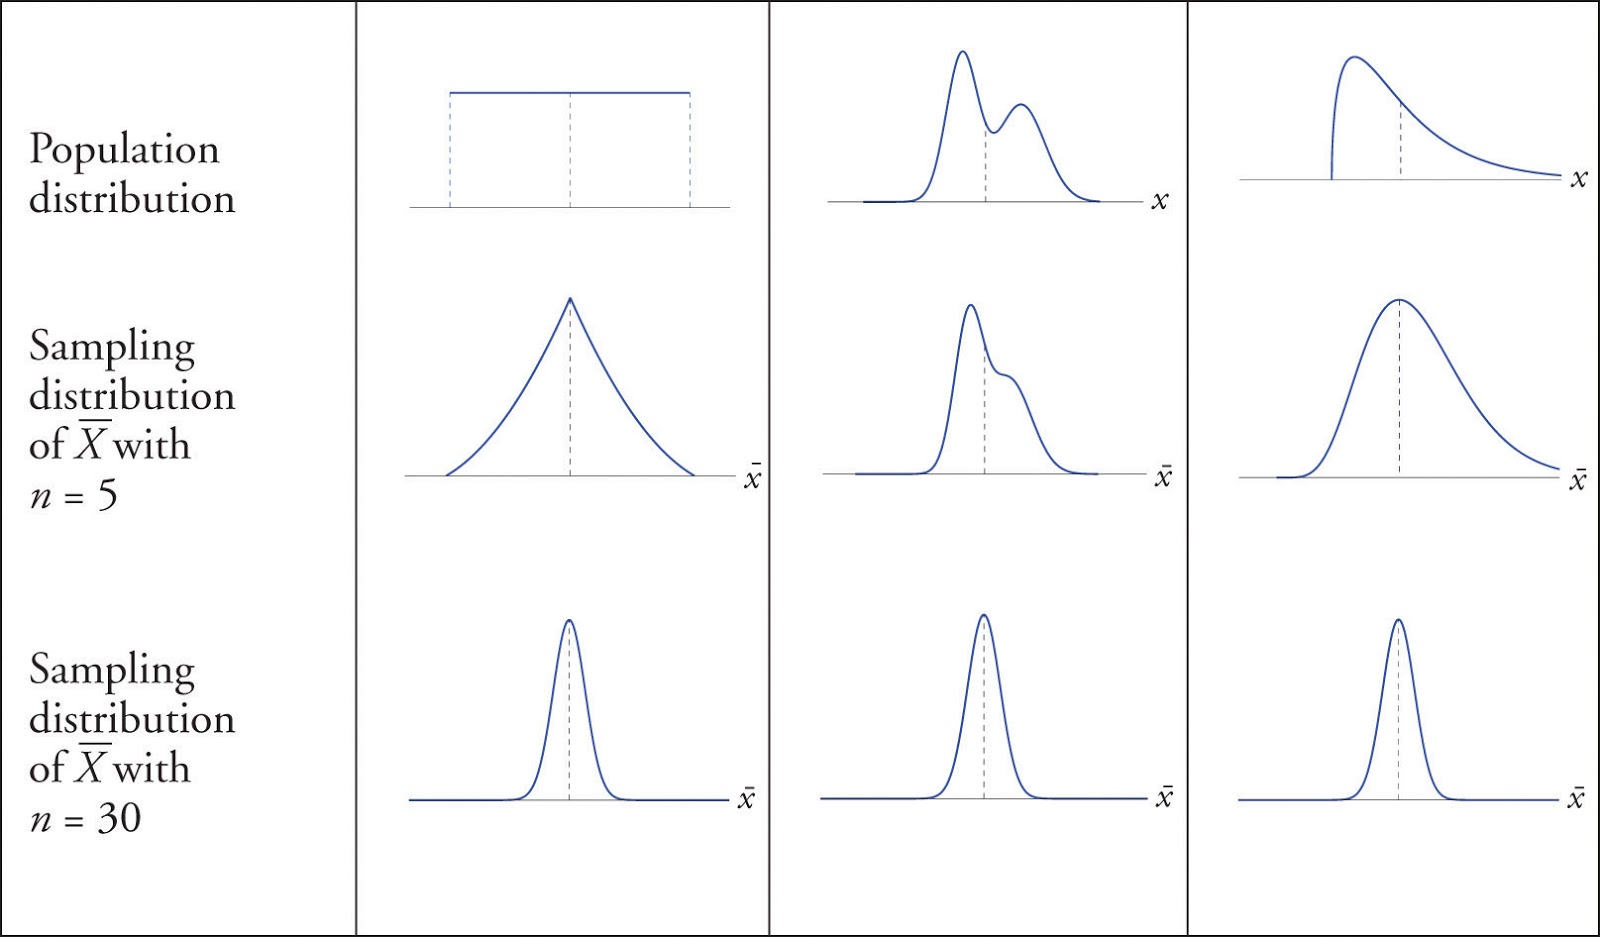 Population
distribution
x
x
Sampling
distribution
of X̅ with
n = 5
x̄
x̄
x̄
Sampling
distribution
of X̅ with
n = 30
x̄
x̄
x̄